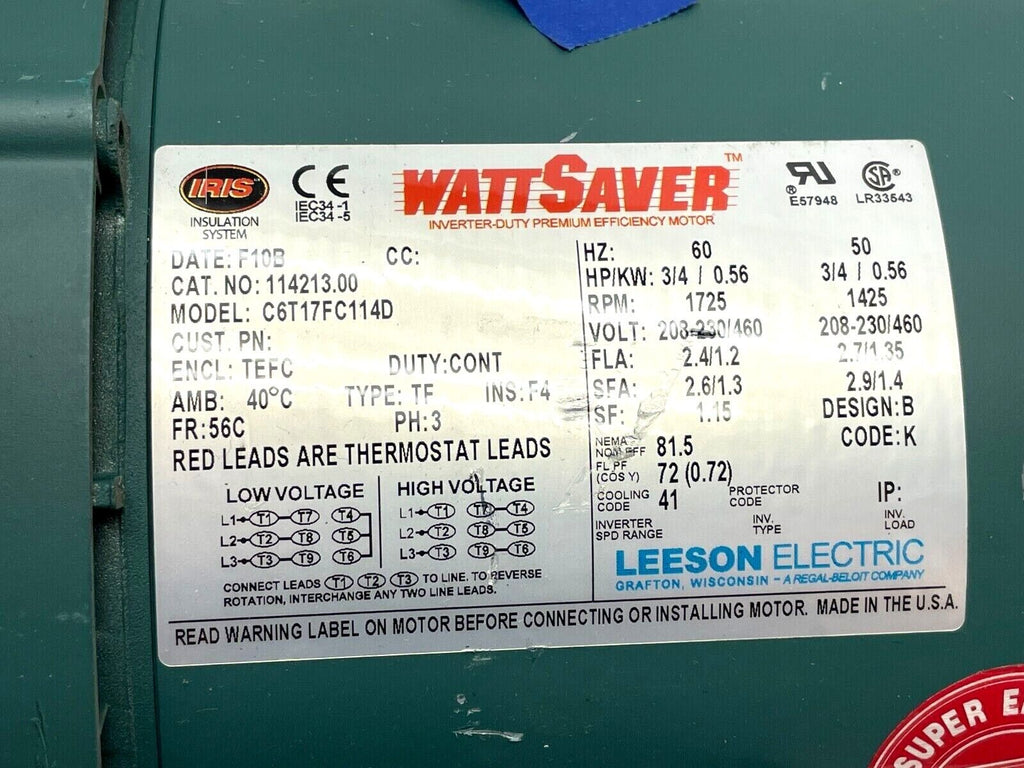 IRIS™
INSULATION
SYSTEM
CE
IEC34 -1
IEC34 -5
WATTSAVER™
INVERTER-DUTY PREMIUM EFFICIENCY MOTOR
®
E57948
SA®
LR33543
DATE: F10B CC:
CAT. NO: 114213.00
MODEL: C6T17FC114D
CUST. PN:
ENCL: TEFC DUTY: CONT
AMB: 40°C TYPE: TF INS: F4
FR: 56C PH: 3
RED LEADS ARE THERMOSTAT LEADS
HZ: 60 50
HP/KW: 3/4 / 0.56 3/4 / 0.56
RPM: 1725 1425
VOLT: 208-230/460 208-230/460
FLA: 2.4/1.2 2.7/1.35
SFA: 2.6/1.3 2.9/1.4
SF: 1.15 DESIGN: B
NEMA NOM EFF 81.5 CODE: K
FL PF (COS Y) 72 (0.72)
COOLING CODE 41 PROTECTOR CODE IP:
INVERTER SPD RANGE INV. TYPE INV. LOAD
LOW VOLTAGE
L1 T1 T7 T4
L2 T2 T8 T5
L3 T3 T9 T6
HIGH VOLTAGE
L1 T1 T7 T4
L2 T2 T8 T5
L3 T3 T9 T6
CONNECT LEADS T1 T2 T3 TO LINE. TO REVERSE
ROTATION, INTERCHANGE ANY TWO LINE LEADS.
LEESON ELECTRIC
GRAFTON, WISCONSIN - A REGAL-BELOIT COMPANY
READ WARNING LABEL ON MOTOR BEFORE CONNECTING OR INSTALLING MOTOR. MADE IN THE U.S.A.
SUPER